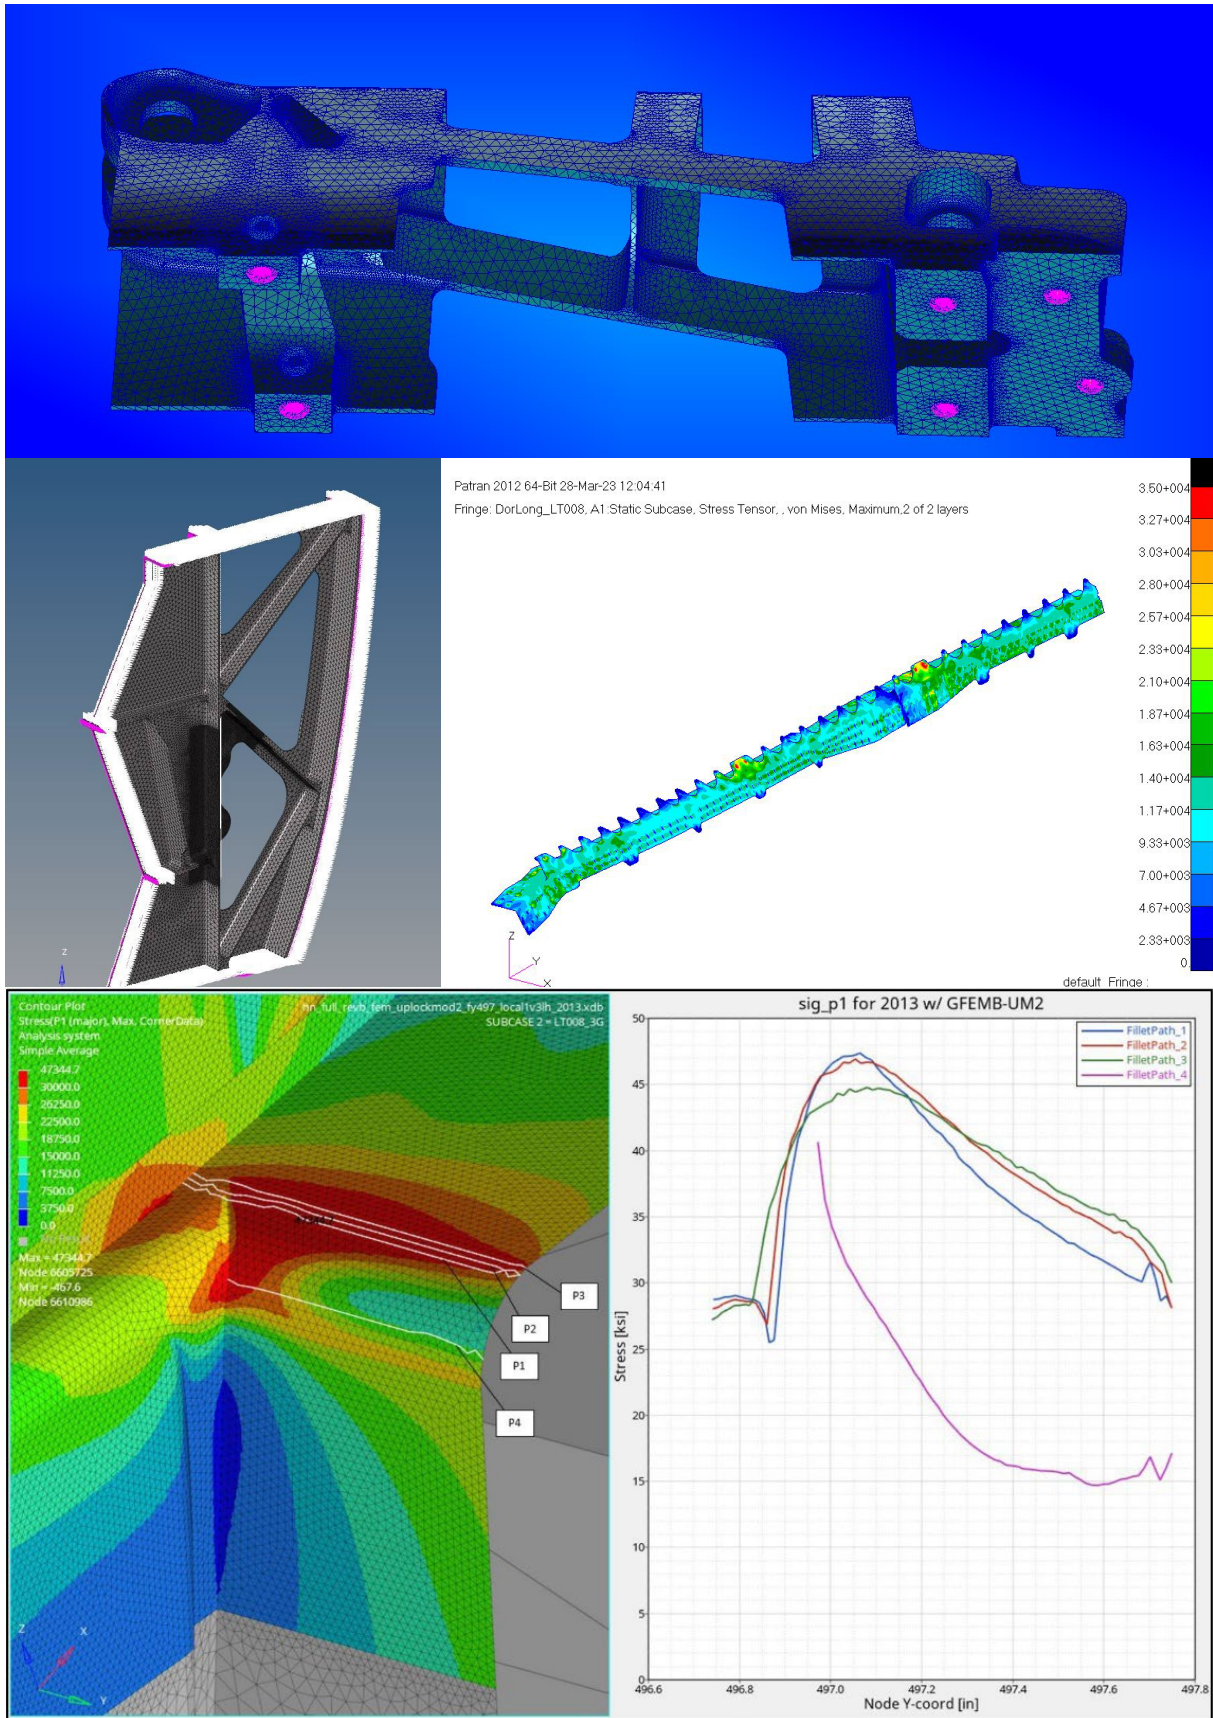 Patran 2012 64-Bit 28-Mar-23 12:04:41
Fringe: DorLong_LT008, A1:Static Subcase, Stress Tensor, , von Mises, Maximum,2 of 2 layers
3.50+004
3.27+004
3.03+004
2.80+004
2.57+004
2.33+004
2.10+004
1.87+004
1.63+004
1.40+004
1.17+004
9.33+003
7.00+003
4.67+003
2.33+003
0.
default_Fringe :
Z
Y
X
Z
Contour Plot
Stress(P1 (major), Max, CornerData)
Analysis system
Simple Average
47344.7
30000.0
26250.0
22500.0
18750.0
15000.0
11250.0
7500.0
3750.0
0.0
Max = 47344.7
Node 6605725
Min = -467.6
Node 6610986
SUBCASE 2 = LT008_3G
47344.7
P3
P2
P1
P4
Z
X
Y
sig_p1 for 2013 w/ GFEMB-UM2
FilletPath_1
FilletPath_2
FilletPath_3
FilletPath_4
Stress [ksi]
50
45
40
35
30
25
20
15
10
5
0
496.6
496.8
497.0
497.2
497.4
497.6
497.8
Node Y-coord [in]